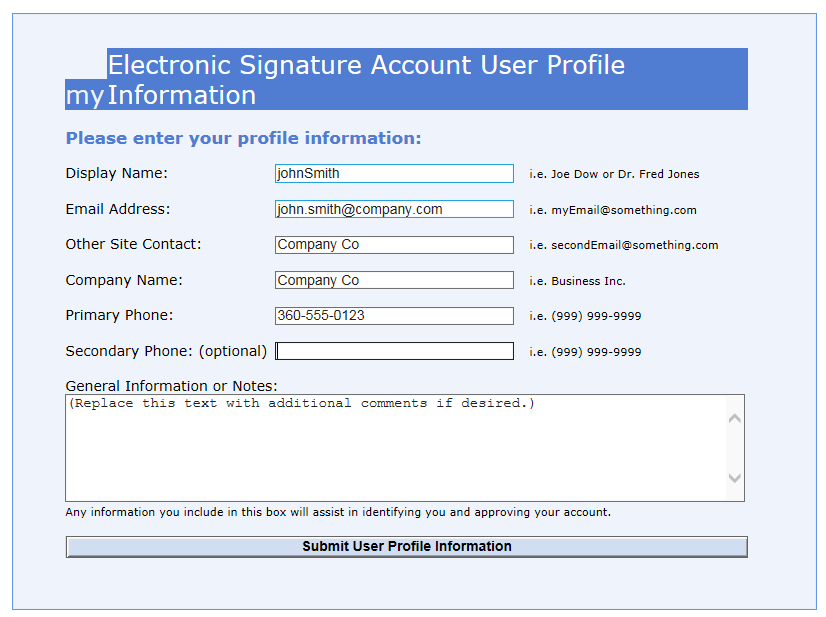 Electronic Signature Account User Profile
my Information
Please enter your profile information:
Display Name: johnSmith i.e. Joe Dow or Dr. Fred Jones
Email Address: john.smith@company.com i.e. myEmail@something.com
Other Site Contact: Company Co i.e. secondEmail@something.com
Company Name: Company Co i.e. Business Inc.
Primary Phone: 360-555-0123 i.e. (999) 999-9999
Secondary Phone: (optional) i.e. (999) 999-9999
General Information or Notes:
(Replace this text with additional comments if desired.)
Any information you include in this box will assist in identifying you and approving your account.
Submit User Profile Information